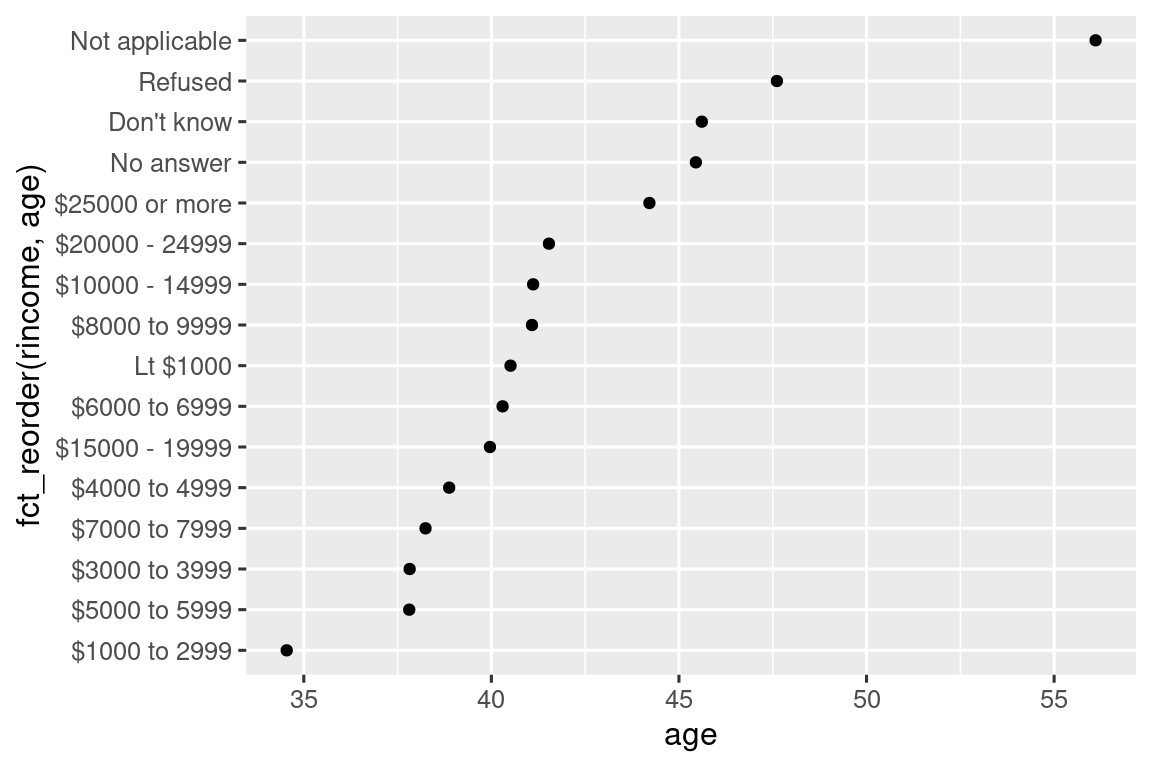 fct_reorder(rincome, age)
Not applicable
Refused
Don't know
No answer
$25000 or more
$20000 - 24999
$10000 - 14999
$8000 to 9999
Lt $1000
$6000 to 6999
$15000 - 19999
$4000 to 4999
$7000 to 7999
$3000 to 3999
$5000 to 5999
$1000 to 2999
35 40 45 50 55
age